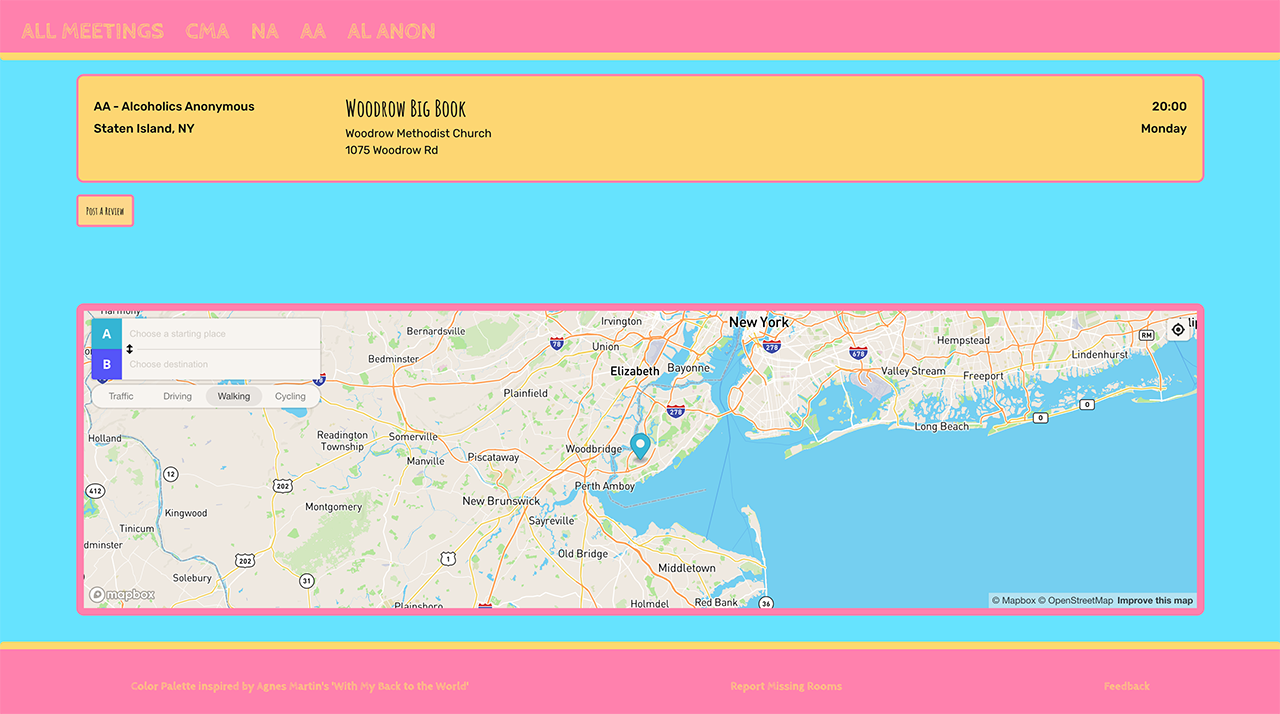 ALL MEETINGS CMA NA AA AL ANON
AA - Alcoholics Anonymous
Staten Island, NY
Woodrow Big Book
Woodrow Methodist Church
1075 Woodrow Rd
20:00
Monday
Post A Review
A Choose a starting place
B Choose destination
Traffic Driving Walking Cycling
Harmony
Bernardsville
Irvington
New York
Hempstead
RM
Lindenhurst
78
Union
278
678
Bedminster
Elizabeth
Bayonne
Valley Stream
Freeport
78
Plainfield
278
0
0
Long Beach
Holland
Readington
Township
Somerville
Woodbridge
Manville
Piscataway
12
412
202
Perth Amboy
New Brunswick
Montgomery
Kingwood
Sayreville
Tinicum
dminster
202
1
Old Bridge
Middletown
Solebury
31
mapbox
Plainsboro
Holmdel
Red Bank
36
© Mapbox © OpenStreetMap Improve this map
Color Palette inspired by Agnes Martin's 'With My Back to the World'
Report Missing Rooms
Feedback